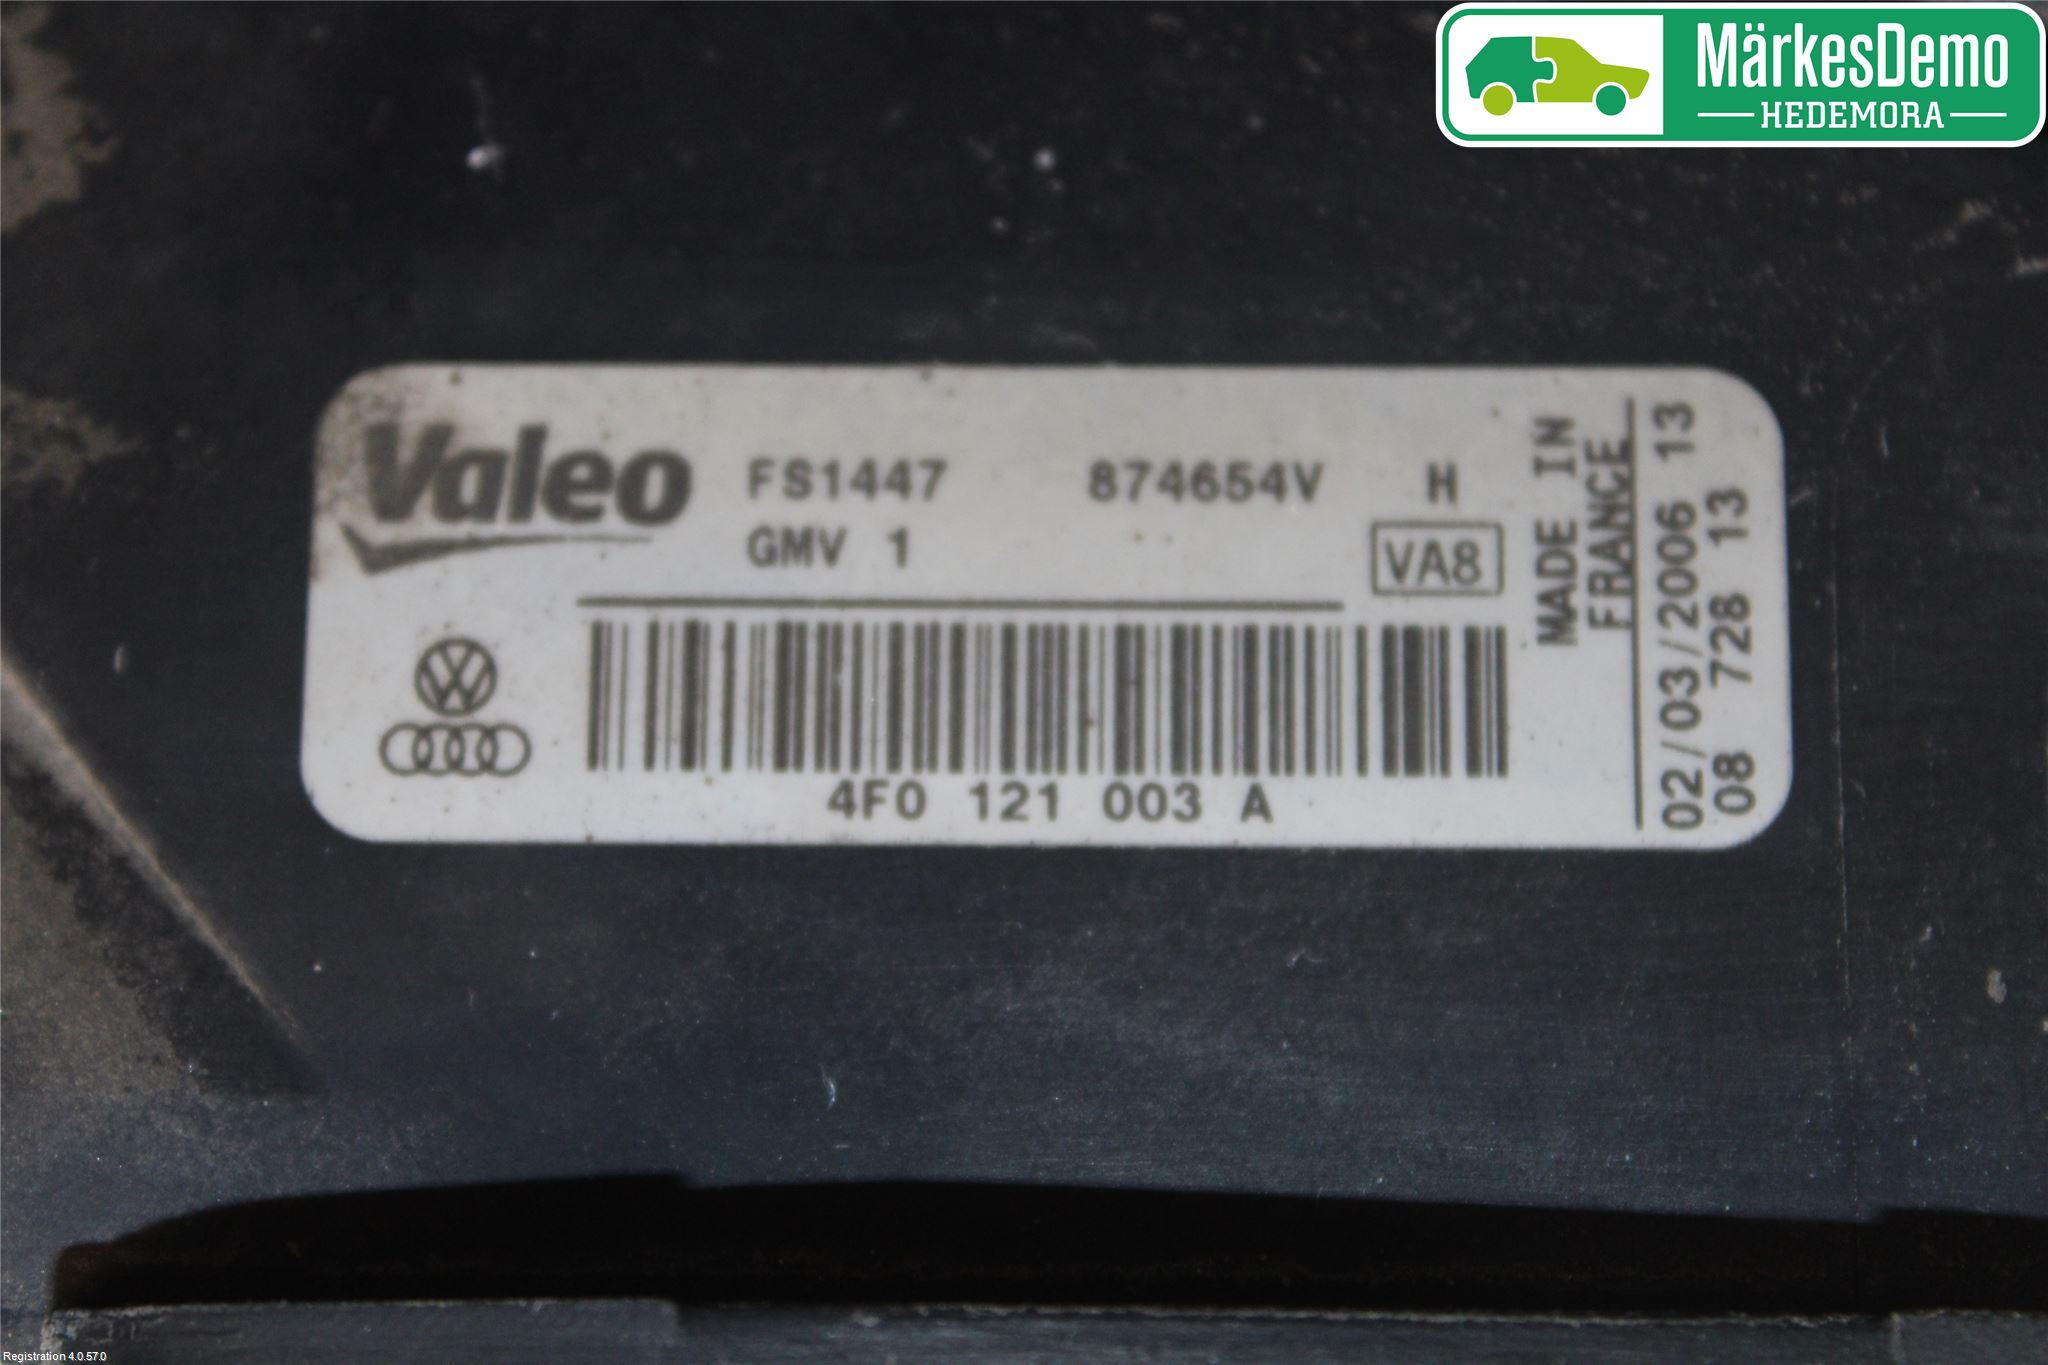 MärkesDemo
HEDEMORA
Valeo FS1447 874654V H
GMV 1 VA8
4F0 121 003 A
MADE IN
FRANCE
02/03/2006 13
08 728 13
Registration 4.0.57.0